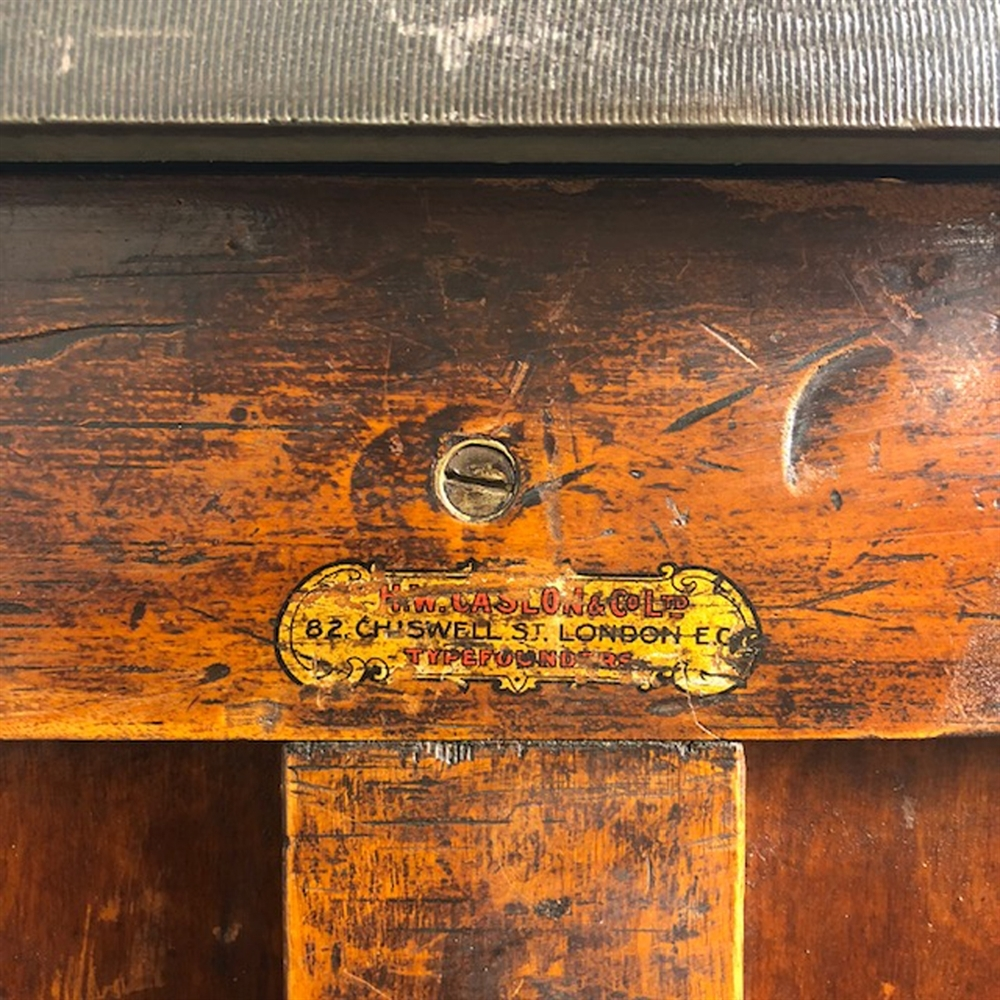 H.W. CASLON & CO LTD
82. CHISWELL ST. LONDON E.C.
TYPEFOUNDERS